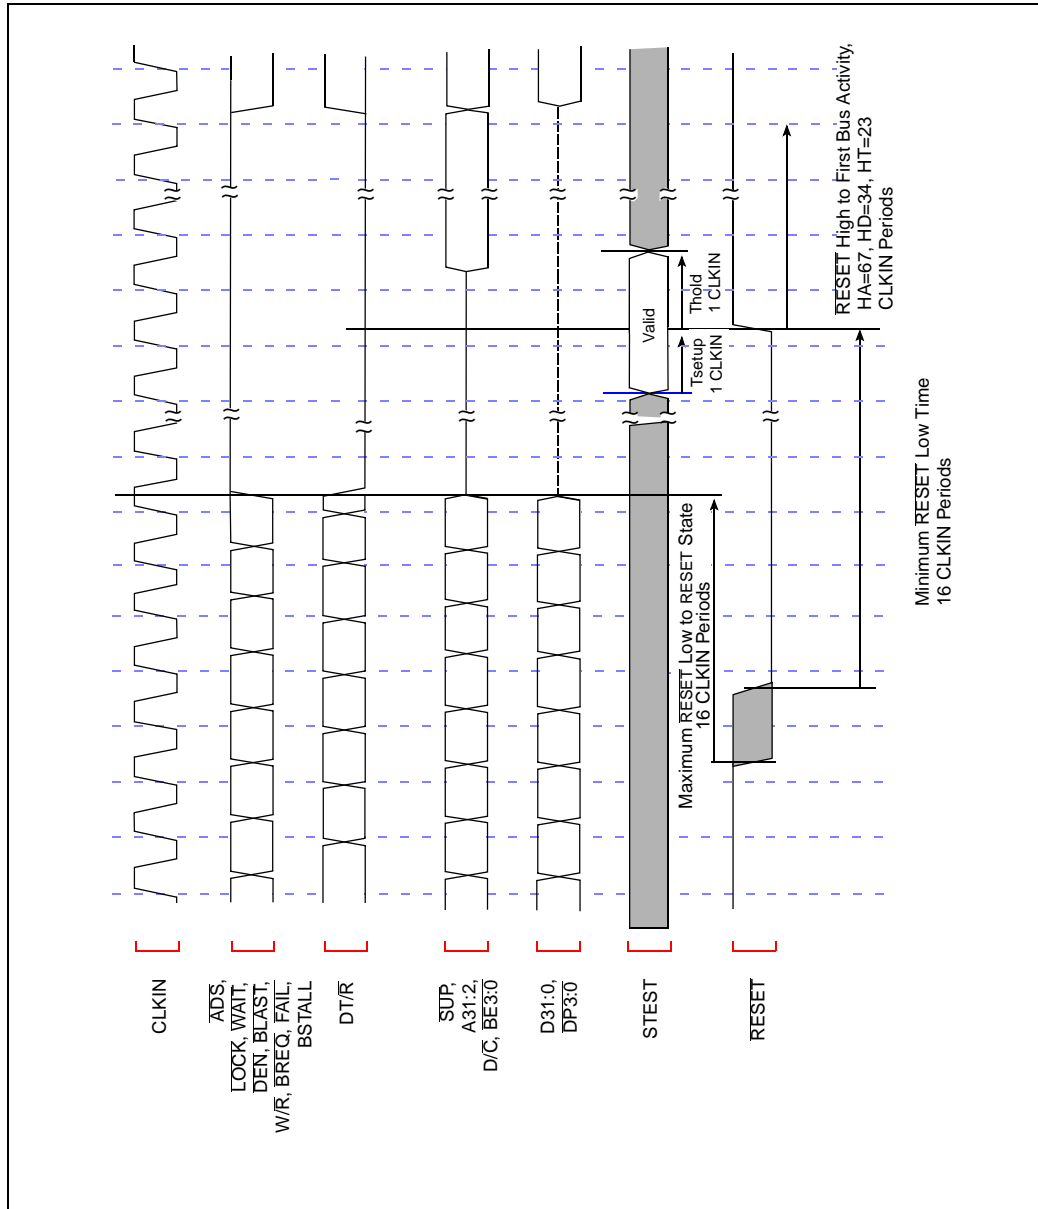 CLKIN
ADS,
LOCK, WAIT,
DEN, BLAST,
W/R, BREQ, FAIL,
BSTALL
DT/R
SUP,
A31:2,
D/C, BE3:0
D31:0,
DP3:0
STEST
RESET
Valid
Tsetup
1 CLKIN
Thold
1 CLKIN
Maximum RESET Low to RESET State
16 CLKIN Periods
RESET High to First Bus Activity,
HA=67, HD=34, HT=23
CLKIN Periods
Minimum RESET Low Time
16 CLKIN Periods